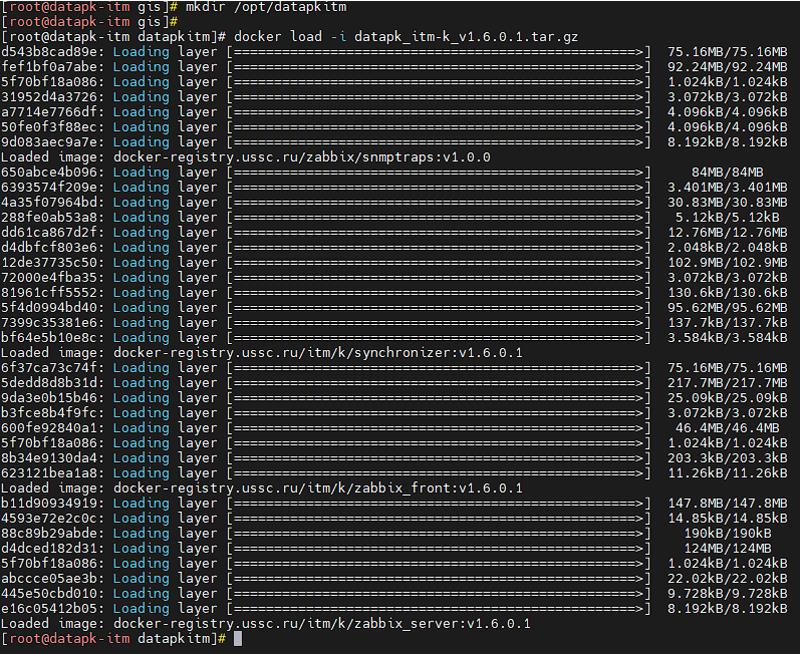 [root@datapk-itm gis]# mkdir /opt/datapkitm
[root@datapk-itm gis]#
[root@datapk-itm datapkitm]# docker load -i datapk_itm-k_v1.6.0.1.tar.gz
d543b8cad89e: Loading layer [==================================================>]  75.16MB/75.16MB
fef1bf0a7abe: Loading layer [==================================================>]  92.24MB/92.24MB
5f70bf18a086: Loading layer [==================================================>]  1.024kB/1.024kB
31952d4a3726: Loading layer [==================================================>]  3.072kB/3.072kB
a7714e7766df: Loading layer [==================================================>]  4.096kB/4.096kB
50fe0f3f88ec: Loading layer [==================================================>]  4.096kB/4.096kB
9d083aec9a7e: Loading layer [==================================================>]  8.192kB/8.192kB
Loaded image: docker-registry.ussc.ru/zabbix/snmptraps:v1.0.0
650abce4b096: Loading layer [==================================================>]     84MB/84MB
6393574f209e: Loading layer [==================================================>]  3.401MB/3.401MB
4a35f07964bd: Loading layer [==================================================>]  30.83MB/30.83MB
288fe0ab53a8: Loading layer [==================================================>]   5.12kB/5.12kB
dd61ca867d2f: Loading layer [==================================================>]  12.76MB/12.76MB
d4dbfcf803e6: Loading layer [==================================================>]  2.048kB/2.048kB
12de37735c50: Loading layer [==================================================>]  102.9MB/102.9MB
72000e4fba35: Loading layer [==================================================>]  3.072kB/3.072kB
81961cff5552: Loading layer [==================================================>]  130.6kB/130.6kB
5f4d0994bd40: Loading layer [==================================================>]  95.62MB/95.62MB
7399c35381e6: Loading layer [==================================================>]  137.7kB/137.7kB
bf64e5b10e8c: Loading layer [==================================================>]  3.584kB/3.584kB
Loaded image: docker-registry.ussc.ru/itm/k/synchronizer:v1.6.0.1
6f37ca73c74f: Loading layer [==================================================>]  75.16MB/75.16MB
5dedd8d8b31d: Loading layer [==================================================>]  217.7MB/217.7MB
9da3e0b15b46: Loading layer [==================================================>]  25.09kB/25.09kB
b3fce8b4f9fc: Loading layer [==================================================>]  3.072kB/3.072kB
600fe92840a1: Loading layer [==================================================>]   46.4MB/46.4MB
5f70bf18a086: Loading layer [==================================================>]  1.024kB/1.024kB
8b34e9130da4: Loading layer [==================================================>]  203.3kB/203.3kB
623121bea1a8: Loading layer [==================================================>]  11.26kB/11.26kB
Loaded image: docker-registry.ussc.ru/itm/k/zabbix_front:v1.6.0.1
b11d90934919: Loading layer [==================================================>]  147.8MB/147.8MB
4593e72e2c0c: Loading layer [==================================================>]  14.85kB/14.85kB
88c89b29abde: Loading layer [==================================================>]    190kB/190kB
d4dced182d31: Loading layer [==================================================>]    124MB/124MB
5f70bf18a086: Loading layer [==================================================>]  1.024kB/1.024kB
abccce05ae3b: Loading layer [==================================================>]  22.02kB/22.02kB
445e50cbd010: Loading layer [==================================================>]  9.728kB/9.728kB
e16c05412b05: Loading layer [==================================================>]  8.192kB/8.192kB
Loaded image: docker-registry.ussc.ru/itm/k/zabbix_server:v1.6.0.1
[root@datapk-itm datapkitm]#